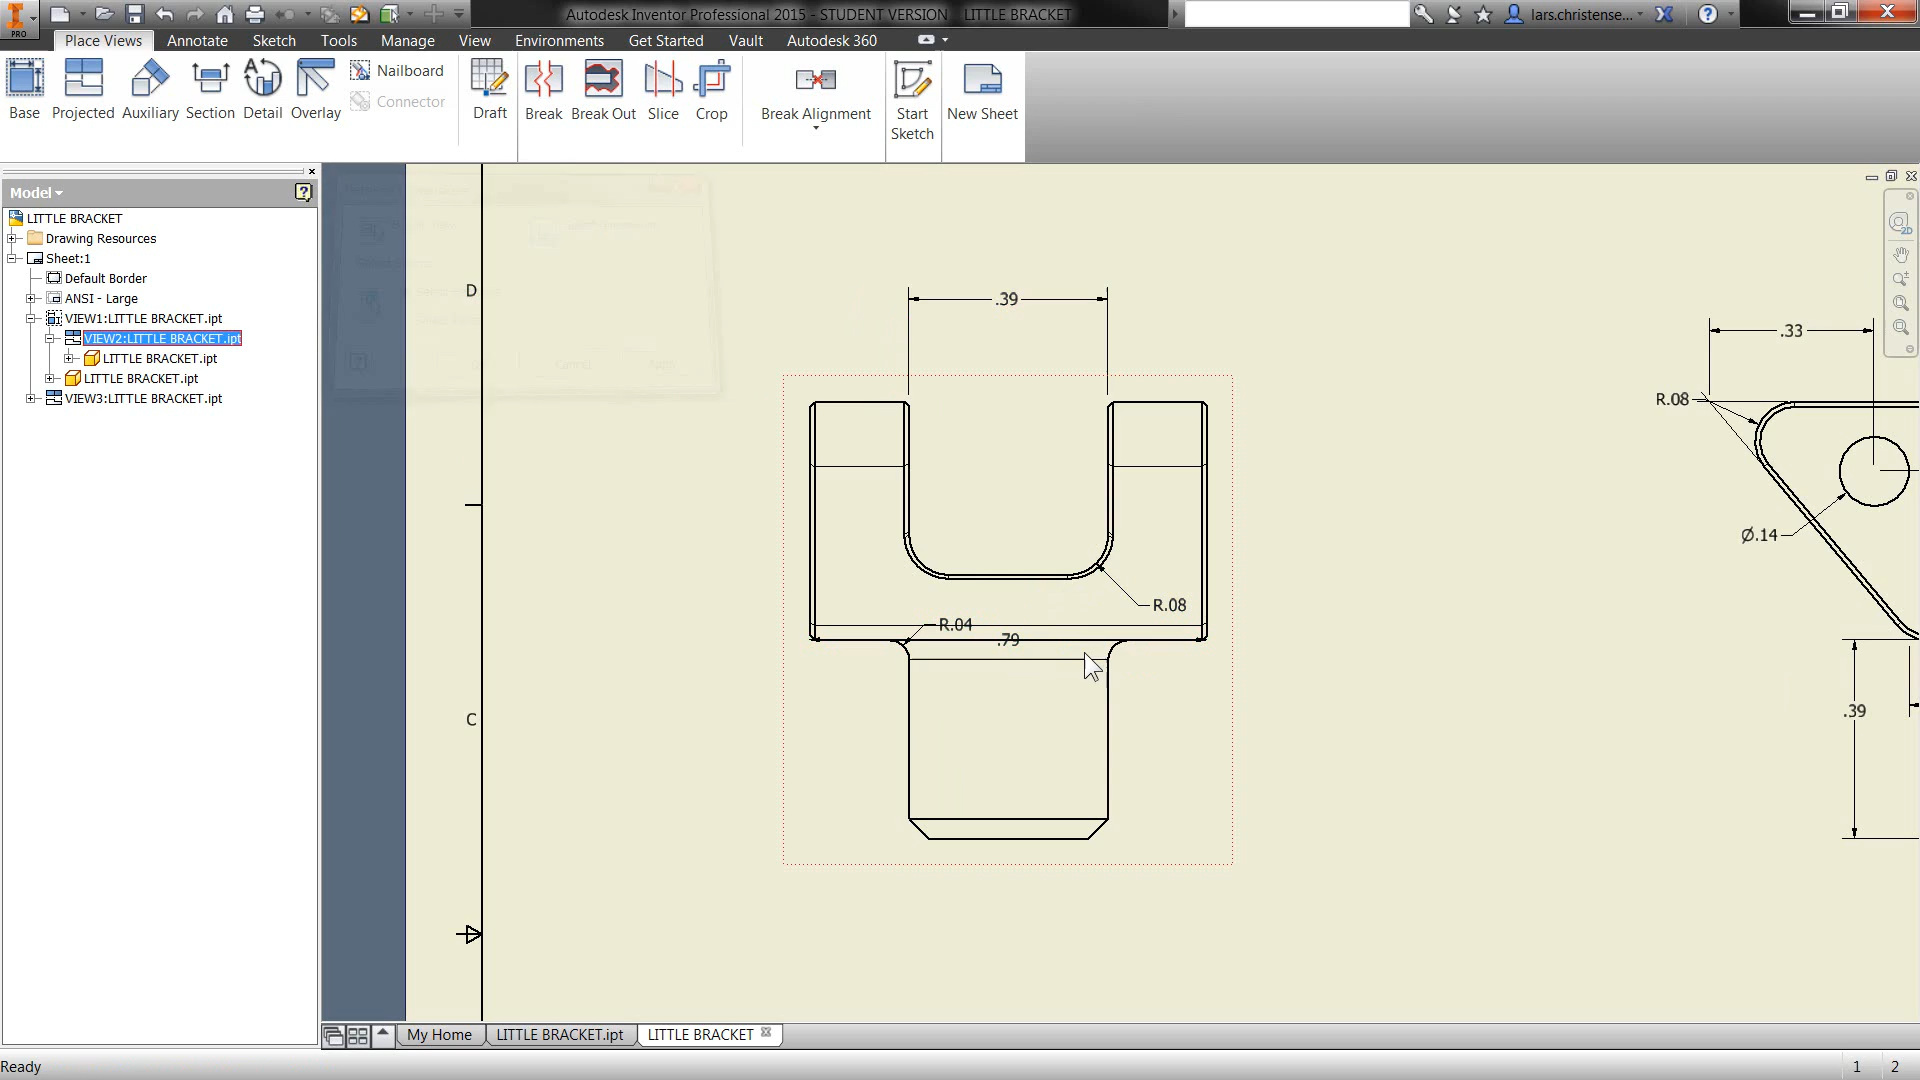 Autodesk Inventor Professional 2015 - STUDENT VERSION LITTLE BRACKET
lars.christense...
PRO
Place Views Annotate Sketch Tools Manage View Environments Get Started Vault Autodesk 360
Base Projected Auxiliary Section Detail Overlay
Nailboard
Connector
Draft Break Break Out Slice Crop Break Alignment
Start
Sketch
New Sheet
Model
LITTLE BRACKET
Drawing Resources
Sheet:1
Default Border
ANSI - Large
VIEW1:LITTLE BRACKET.ipt
VIEW2:LITTLE BRACKET.ipt
LITTLE BRACKET.ipt
LITTLE BRACKET.ipt
VIEW3:LITTLE BRACKET.ipt
D
.39
.33
R.08
Ø.14
R.08
R.04
.79
C
.39
2D
Cancel
Apply
My Home LITTLE BRACKET.ipt LITTLE BRACKET
Ready
1 2